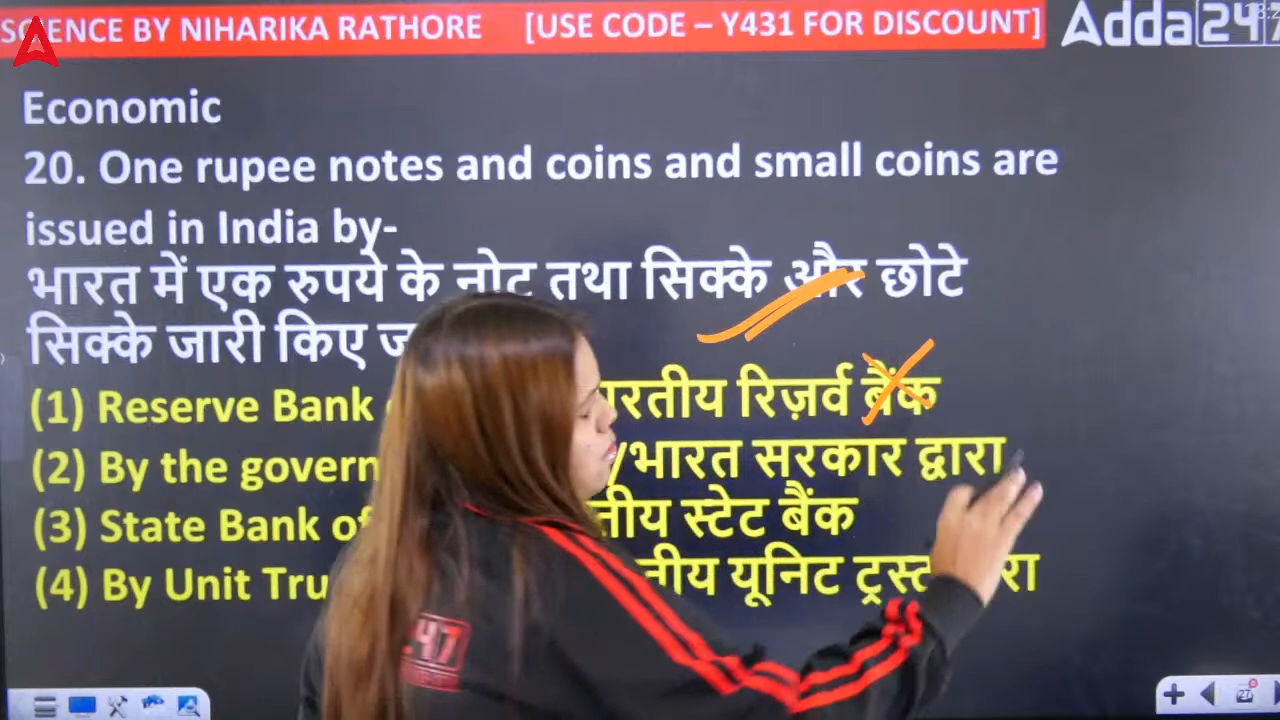 SCIENCE BY NIHARIKA RATHORE [USE CODE – Y431 FOR DISCOUNT]
Adda247
Economic
20. One rupee notes and coins and small coins are
issued in India by-
भारत में एक रुपये के नोट तथा सिक्के और छोटे
सिक्के जारी किए
(1) Reserve Bank रतीय रिज़र्व बैंक
(2) By the govern /भारत सरकार द्वारा
(3) State Bank of तीय स्टेट बैंक
(4) By Unit Tru तीय यूनिट ट्रस्ट रा
247
27